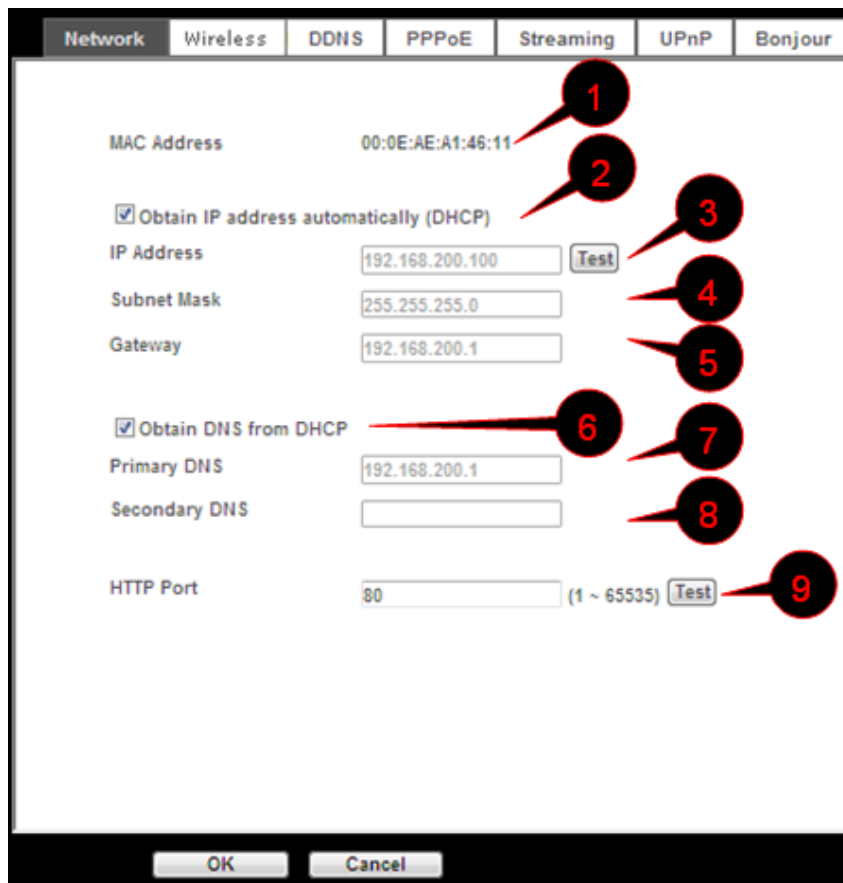 Network Wireless DDNS PPPoE Streaming UPnP Bonjour
1
MAC Address 00:0E:AE:A1:46:11
2
Obtain IP address automatically (DHCP)
3
IP Address 192.168.200.100 Test
4
Subnet Mask 255.255.255.0
Gateway 192.168.200.1
5
Obtain DNS from DHCP 6
7
Primary DNS 192.168.200.1
Secondary DNS
8
HTTP Port 80 (1 ~ 65535) Test 9
OK Cancel